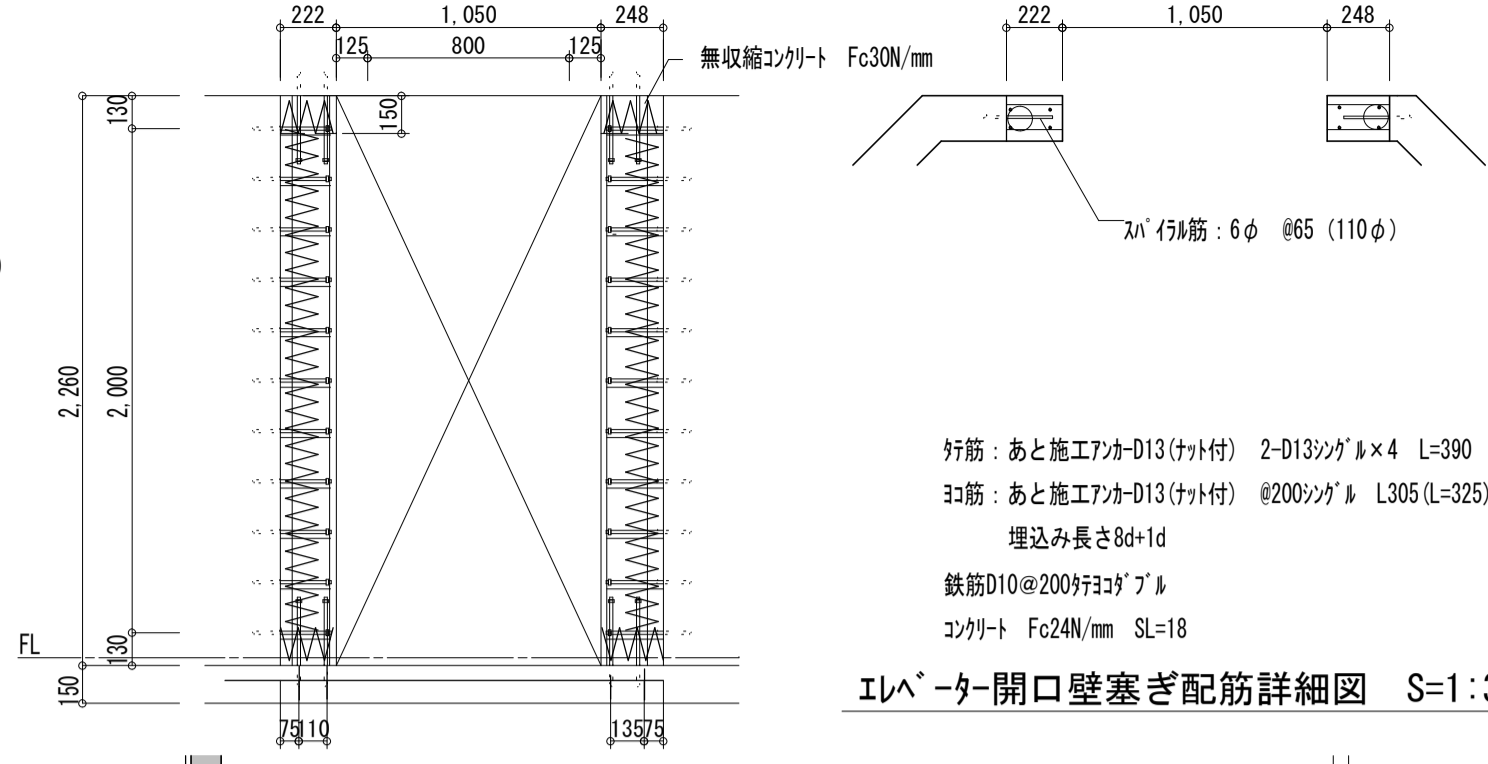 222 1,050 248
125 800 125
無収縮コンクリート Fc30N/mm
130
150
2,260
2,000
130
FL
150
75 110
135 75
222 1,050 248
スパイラル筋:6φ @65 (110φ)
タテ筋:あと施工アンカーD13(ナット付) 2-D13シングル×4 L=390
ヨコ筋:あと施工アンカーD13(ナット付) @200シングル L305(L=325)
埋込み長さ8d+1d
鉄筋D10@200タテヨコダブル
コンクリート Fc24N/mm SL=18
エレベーター開口壁塞ぎ配筋詳細図 S=1:3